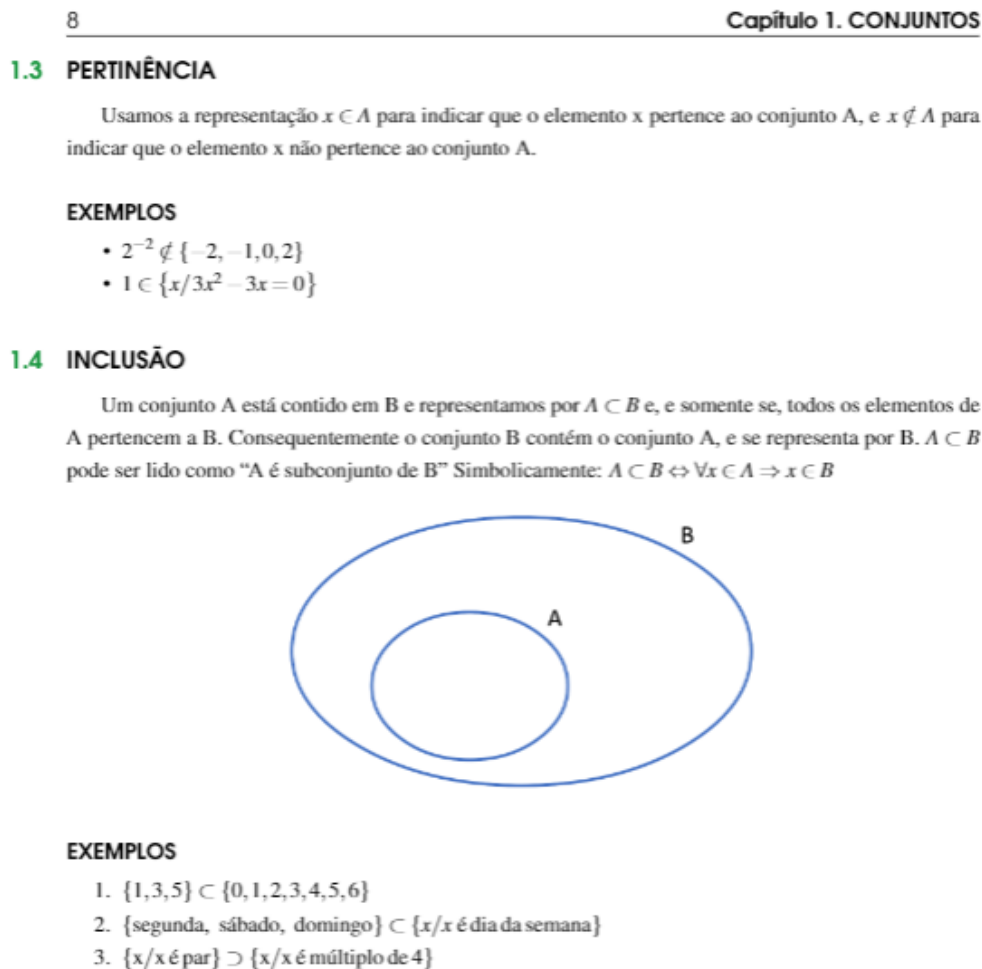 8 Capítulo 1. CONJUNTOS
1.3 PERTINÊNCIA
Usamos a representação x ∈ A para indicar que o elemento x pertence ao conjunto A, e x ∉ A para
indicar que o elemento x não pertence ao conjunto A.
EXEMPLOS
• 2⁻² ∉ {−2, −1,0,2}
• 1 ∈ {x/3x² − 3x = 0}
1.4 INCLUSÃO
Um conjunto A está contido em B e representamos por A ⊂ B e, e somente se, todos os elementos de
A pertencem a B. Consequentemente o conjunto B contém o conjunto A, e se representa por B. A ⊂ B
pode ser lido como “A é subconjunto de B” Simbolicamente: A ⊂ B ⇔ ∀x ∈ A ⇒ x ∈ B
B
A
EXEMPLOS
1. {1,3,5} ⊂ {0,1,2,3,4,5,6}
2. {segunda, sábado, domingo} ⊂ {x/x é dia da semana}
3. {x/x é par} ⊃ {x/x é múltiplo de 4}